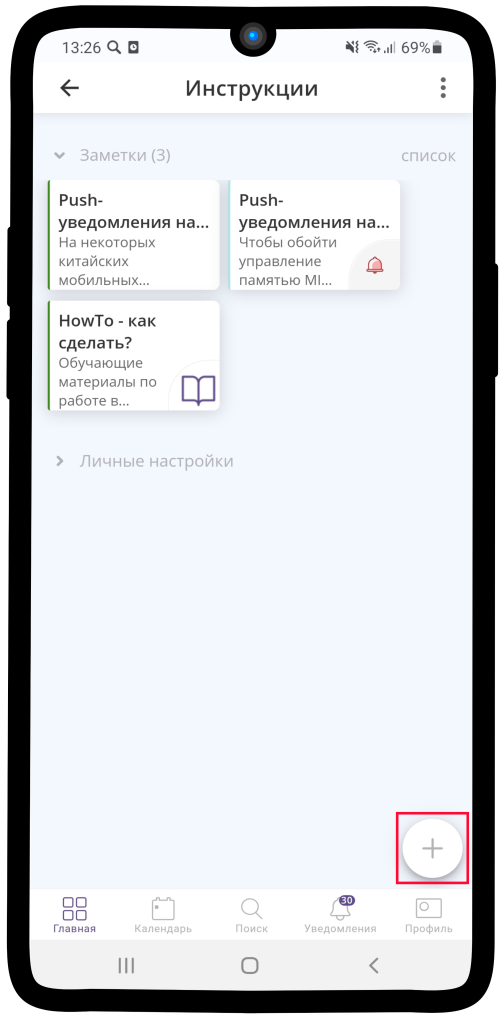 13:26 69%
Инструкции
Заметки (3) список
Push-
уведомления на...
На некоторых
китайских
мобильных...
Push-
уведомления на...
Чтобы обойти
управление
памятью MI...
HowTo - как
сделать?
Обучающие
материалы по
работе в...
Личные настройки
30
Главная Календарь Поиск Уведомления Профиль